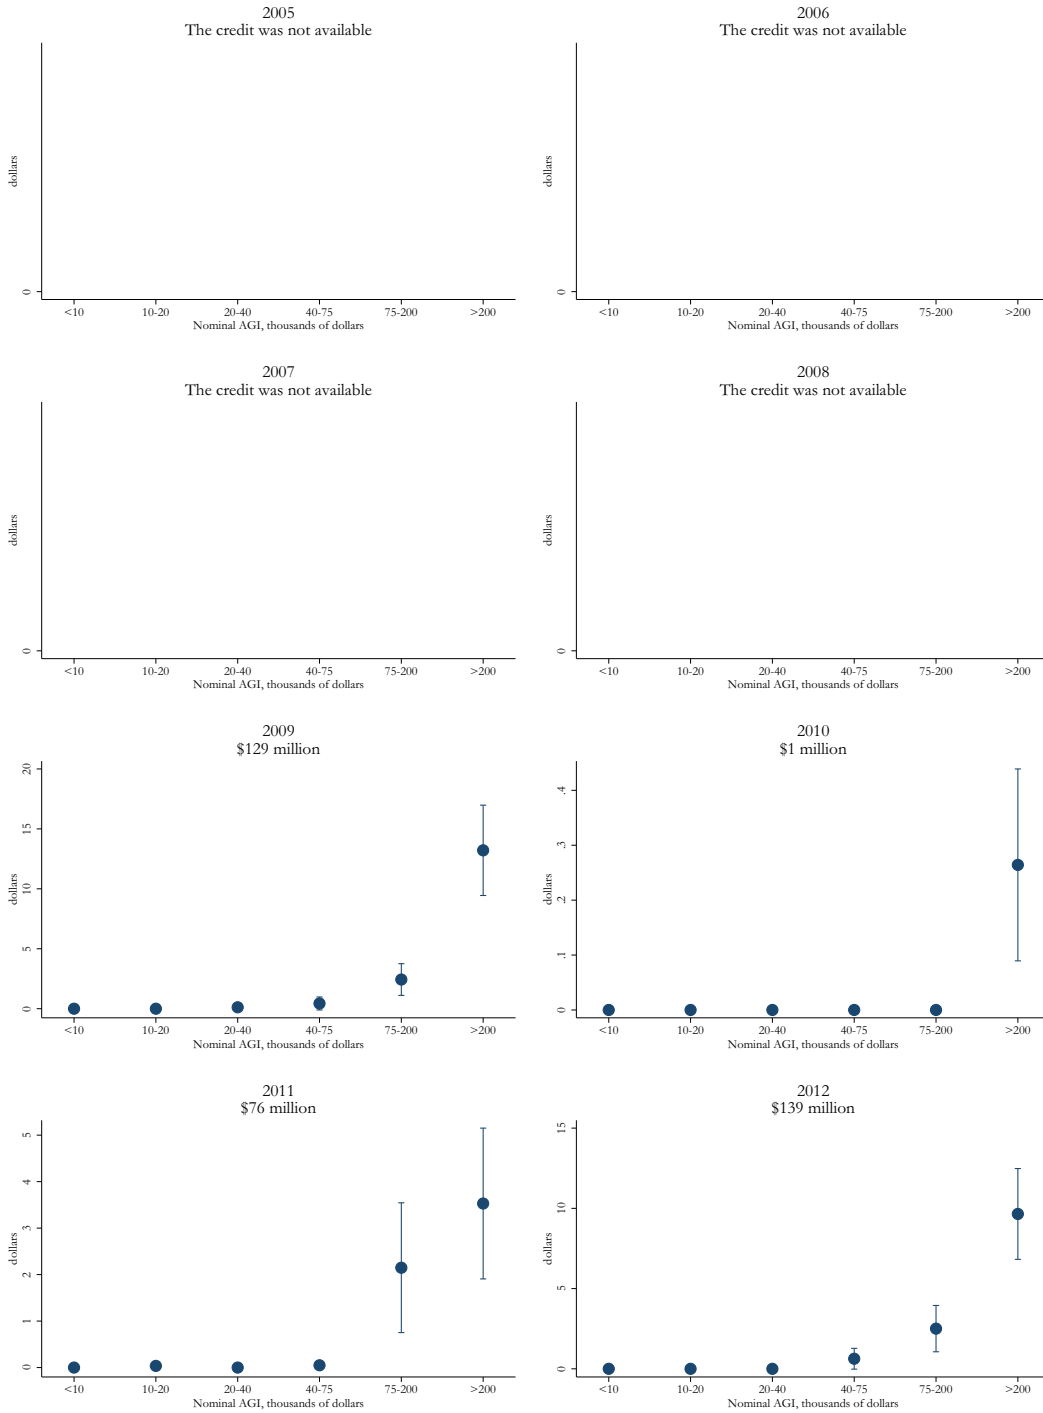 2005
The credit was not available
dollars
0
<10 10-20 20-40 40-75 75-200 >200
Nominal AGI, thousands of dollars
2006
The credit was not available
dollars
0
<10 10-20 20-40 40-75 75-200 >200
Nominal AGI, thousands of dollars
2007
The credit was not available
dollars
0
<10 10-20 20-40 40-75 75-200 >200
Nominal AGI, thousands of dollars
2008
The credit was not available
dollars
0
<10 10-20 20-40 40-75 75-200 >200
Nominal AGI, thousands of dollars
2009
$129 million
dollars
20
15
10
5
0
<10 10-20 20-40 40-75 75-200 >200
Nominal AGI, thousands of dollars
2010
$1 million
dollars
.4
.3
.2
.1
0
<10 10-20 20-40 40-75 75-200 >200
Nominal AGI, thousands of dollars
2011
$76 million
dollars
5
4
3
2
1
0
<10 10-20 20-40 40-75 75-200 >200
Nominal AGI, thousands of dollars
2012
$139 million
dollars
15
10
5
0
<10 10-20 20-40 40-75 75-200 >200
Nominal AGI, thousands of dollars